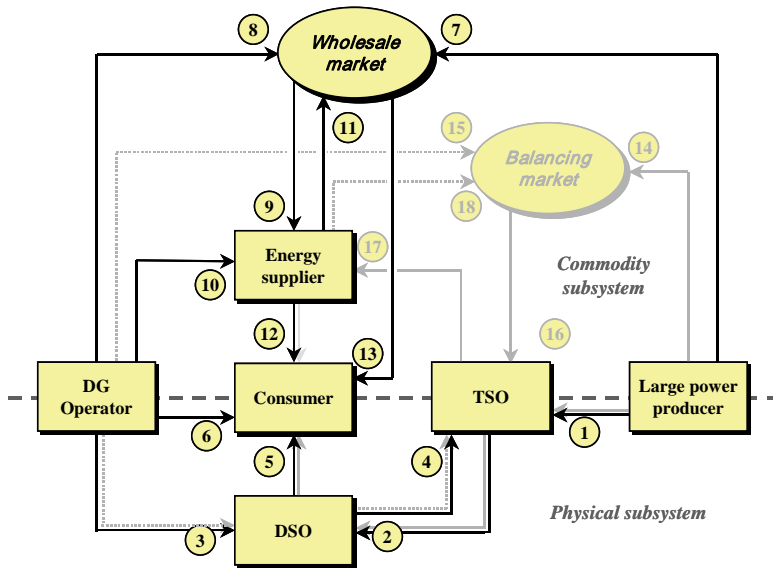 8
Wholesale
market
7
11
15
Balancing
market
14
9
18
Energy
supplier
17
10
Commodity
subsystem
12
13
16
DG
Operator
Consumer
TSO
Large power
producer
6
1
5
4
Physical subsystem
3
DSO
2